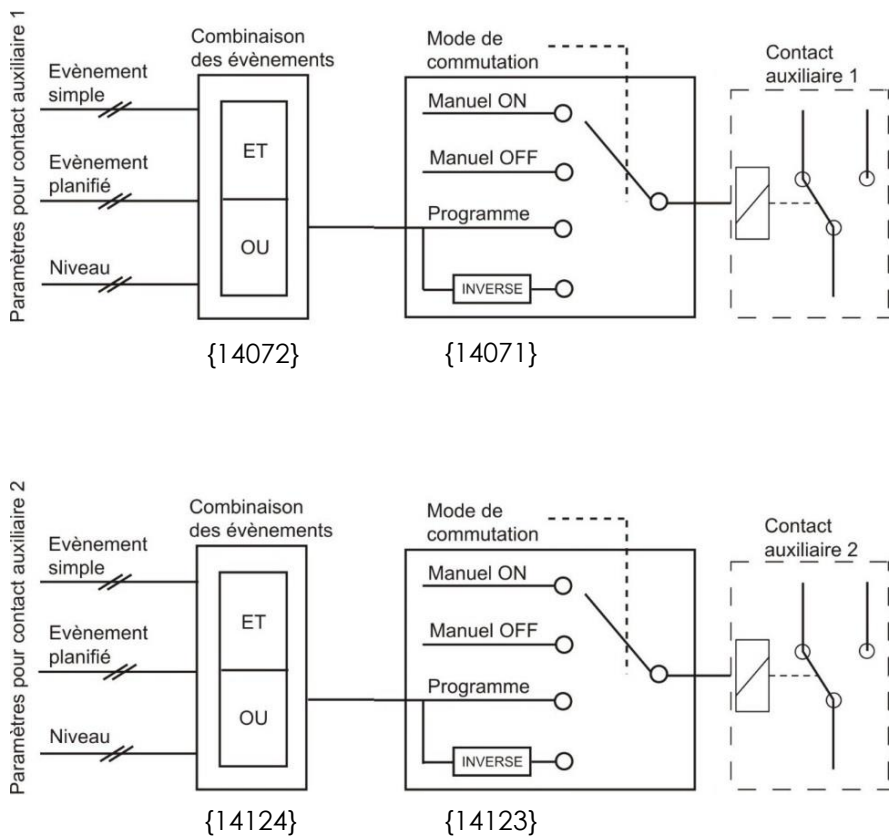 Paramètres pour contact auxiliaire 1
Evènement
simple
Evènement
planifié
Niveau
Combinaison
des évènements
ET
OU
{14072}
Mode de
commutation
Manuel ON
Manuel OFF
Programme
INVERSE
{14071}
Contact
auxiliaire 1
Paramètres pour contact auxiliaire 2
Evènement
simple
Evènement
planifié
Niveau
Combinaison
des évènements
ET
OU
{14124}
Mode de
commutation
Manuel ON
Manuel OFF
Programme
INVERSE
{14123}
Contact
auxiliaire 2